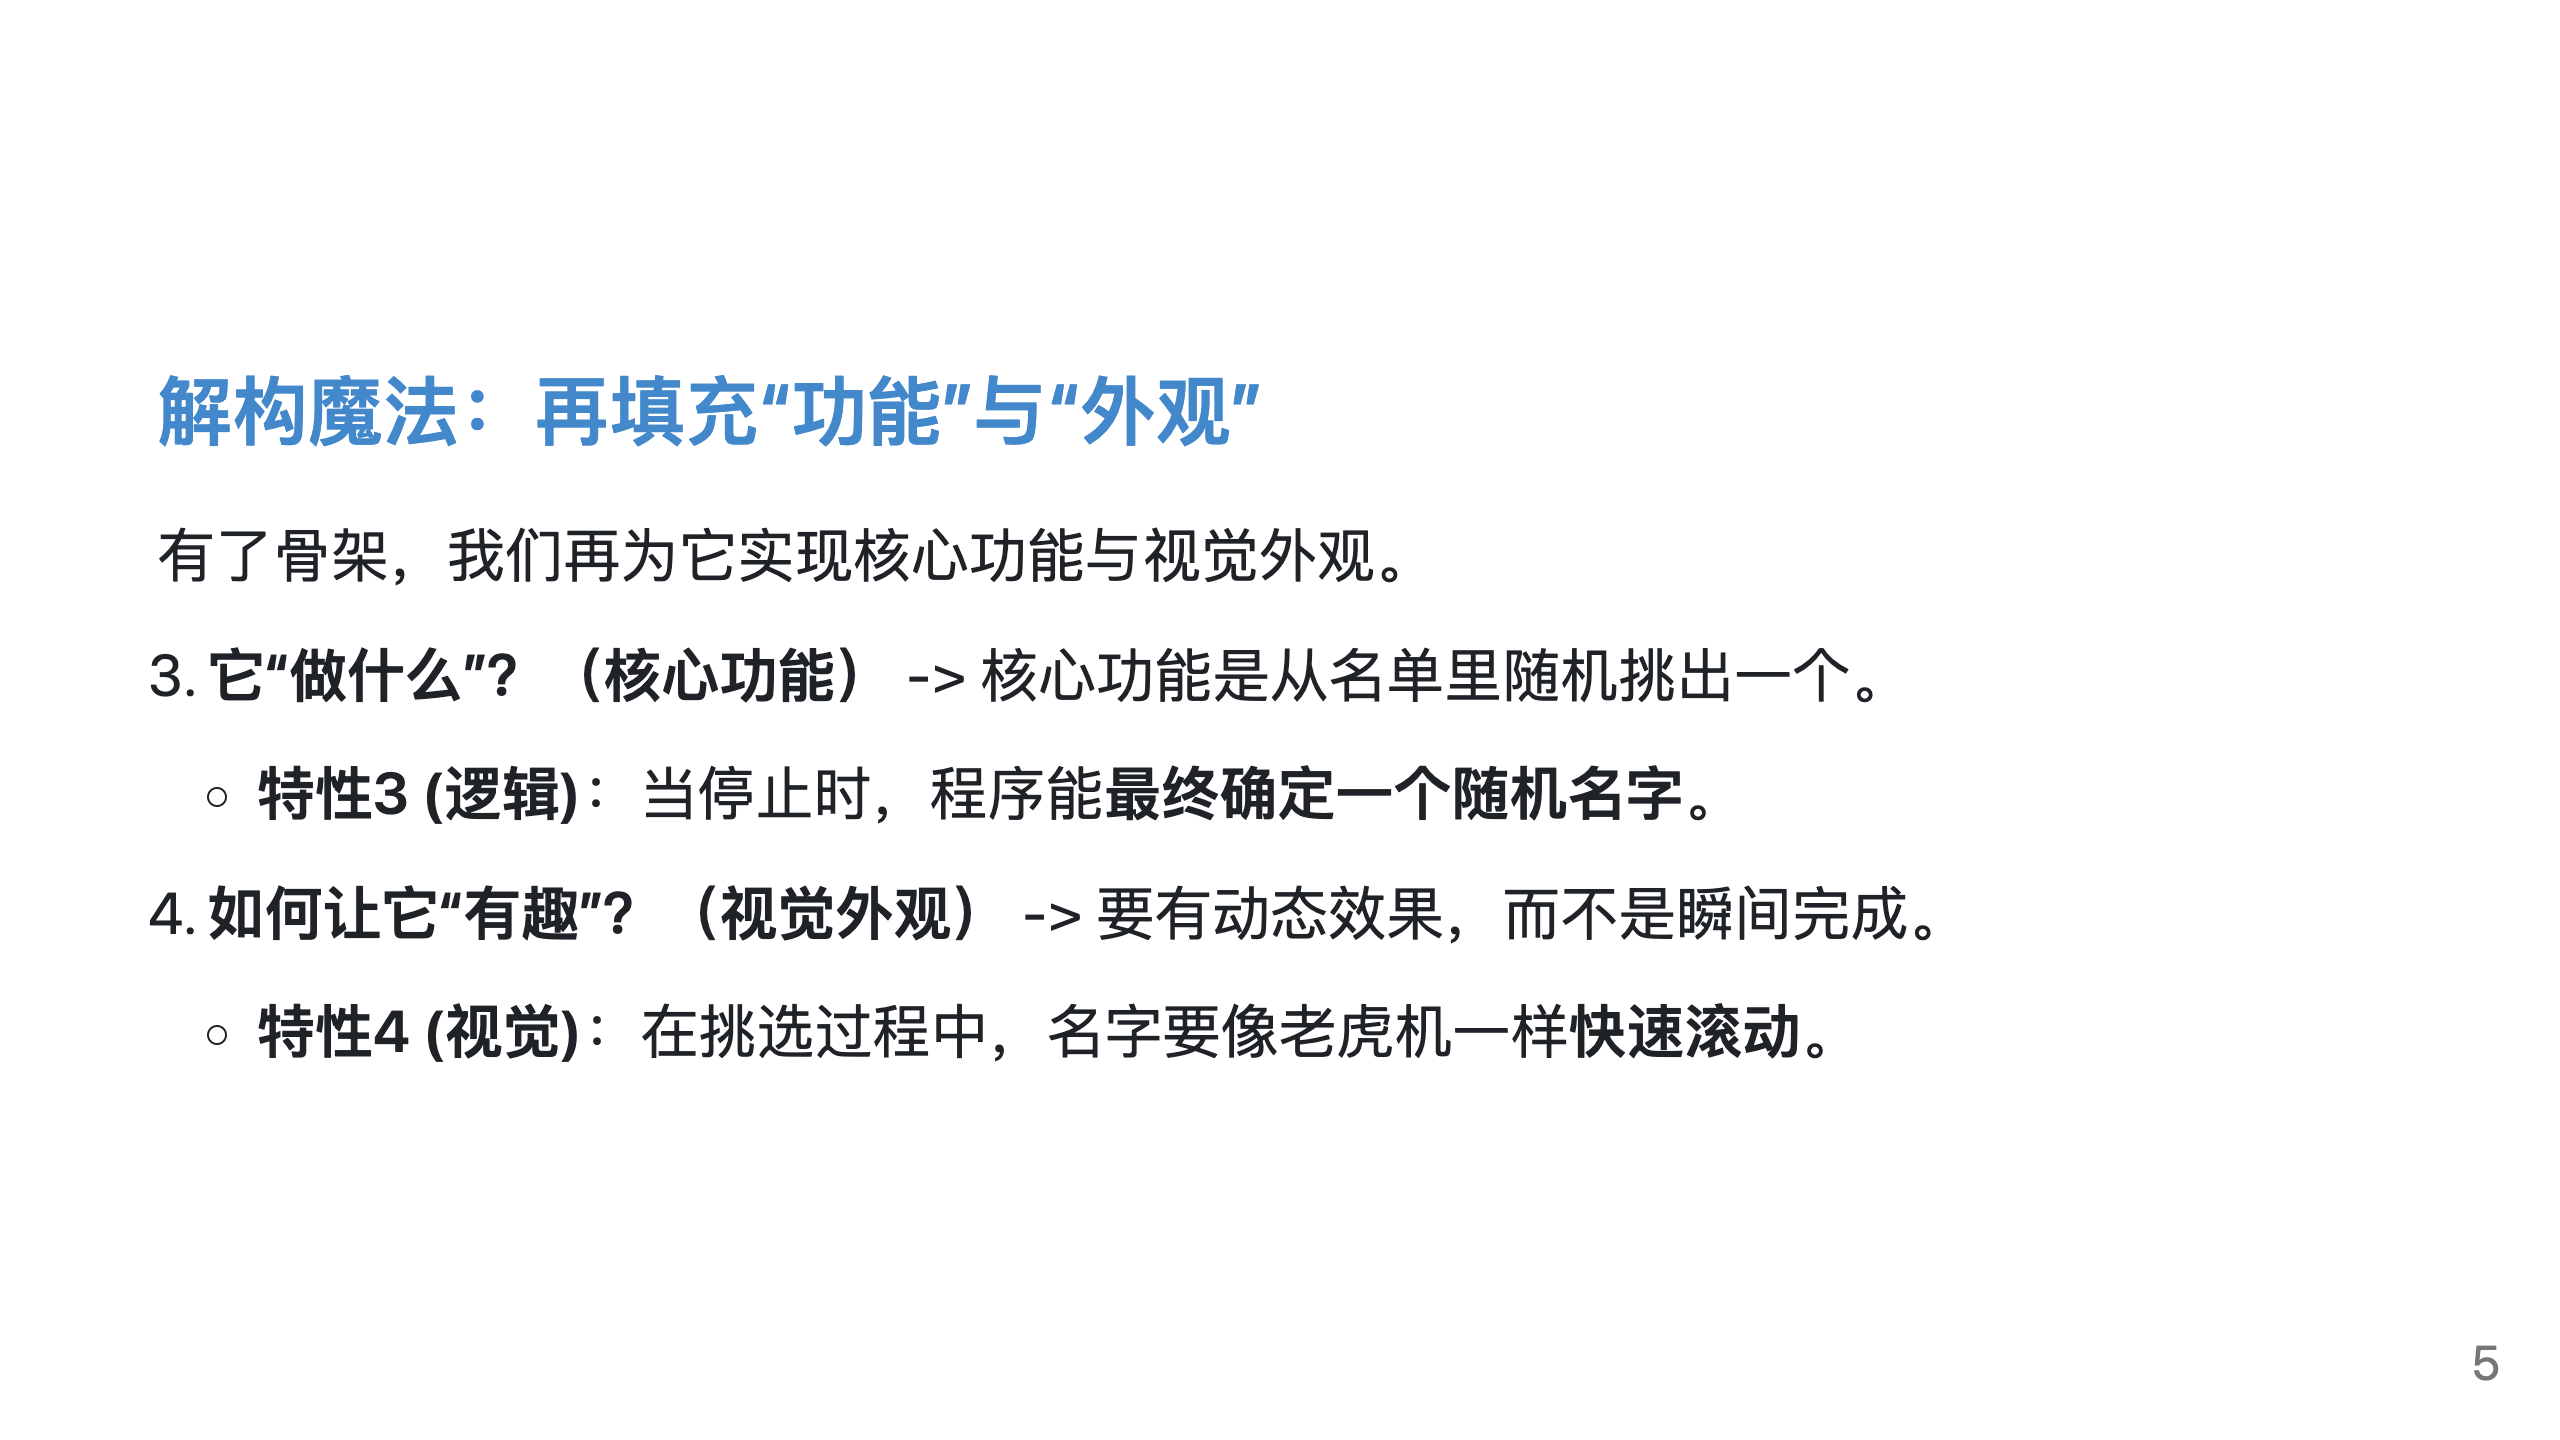 解构魔法：再填充“功能”与“外观”
有了骨架，我们再为它实现核心功能与视觉外观。
3. 它“做什么”？（核心功能） -> 核心功能是从名单里随机挑出一个。
○ 特性3 (逻辑)：当停止时，程序能最终确定一个随机名字。
4. 如何让它“有趣”？（视觉外观） -> 要有动态效果，而不是瞬间完成。
○ 特性4 (视觉)：在挑选过程中，名字要像老虎机一样快速滚动。
5